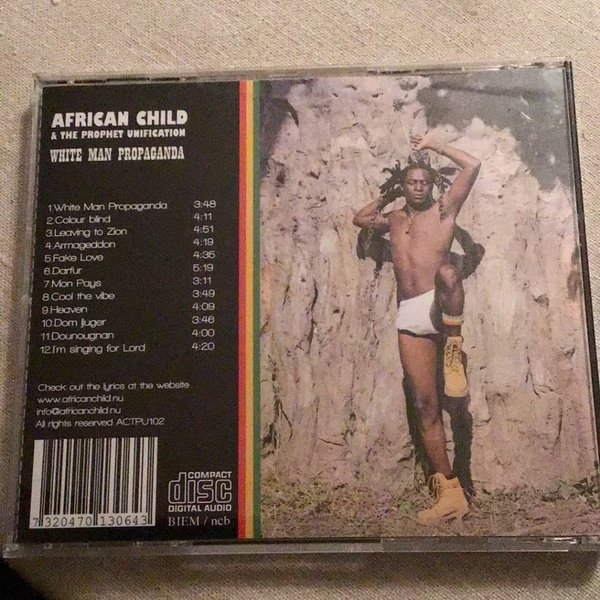 AFRICAN CHILD
& THE PROPHET UNIFICATION
WHITE MAN PROPAGANDA
1.White Man Propaganda 3:48
2.Colour blind 4:11
3.Leaving to Zion 4:51
4.Armageddon 4:19
5.Fake Love 4:35
6.Darfur 5:19
7.Mon Pays 3:11
8.Cool the vibe 3:49
9.Heaven 4:09
10.Dom ljuger 3:48
11.Dounougnan 4:00
12.I'm singing for Lord 4:20
Check out the lyrics at the website
www.africanchild.nu
info@africanchild.nu
All rights reserved ACTPU102
7 320470 130643
COMPACT
disc
DIGITAL AUDIO
BIEM / ncb